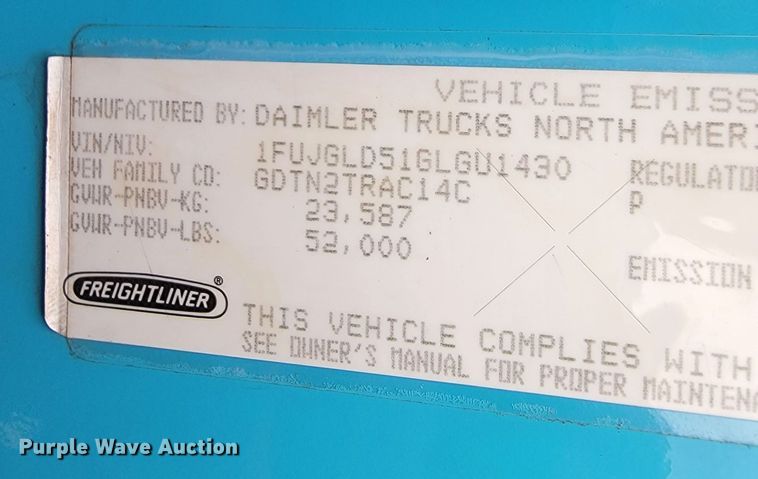 VEHICLE EMISS
MANUFACTURED BY: DAIMLER TRUCKS NORTH AMERI
VIN/NIV: 1FUJGLD51GLGU1430 REGULATO
VEH FAMILY CD: GDTN2TRAC14C P
GVWR-PNBV-KG: 23,587
GVWR-PNBV-LBS: 52,000 EMISSION
FREIGHTLINER®
THIS VEHICLE COMPLIES WITH
SEE OWNER'S MANUAL FOR PROPER MAINTENA
Purple Wave Auction